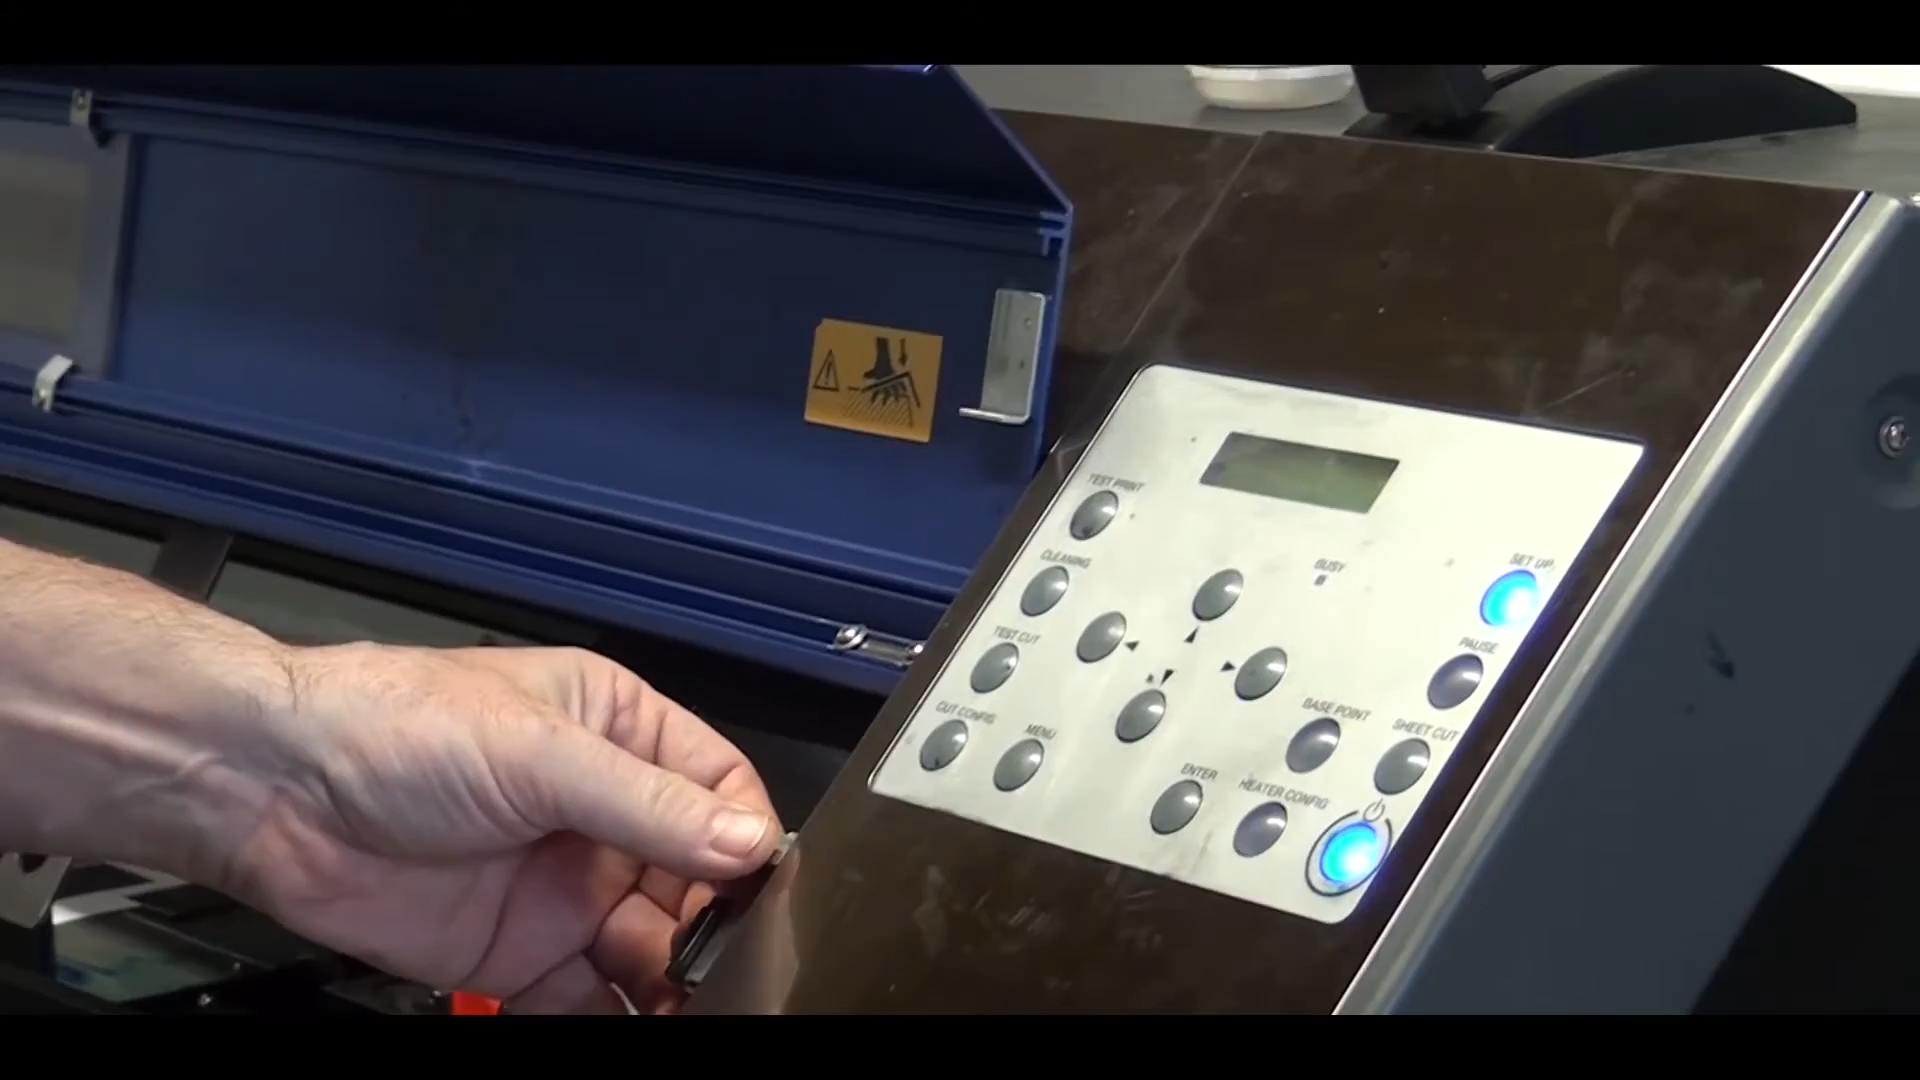 TEST PRINT
CLEANING
BUSY
SET UP
TEST CUT
PAUSE
CUT CONFIG
MENU
BASE POINT
SHEET CUT
ENTER
HEATER CONFIG